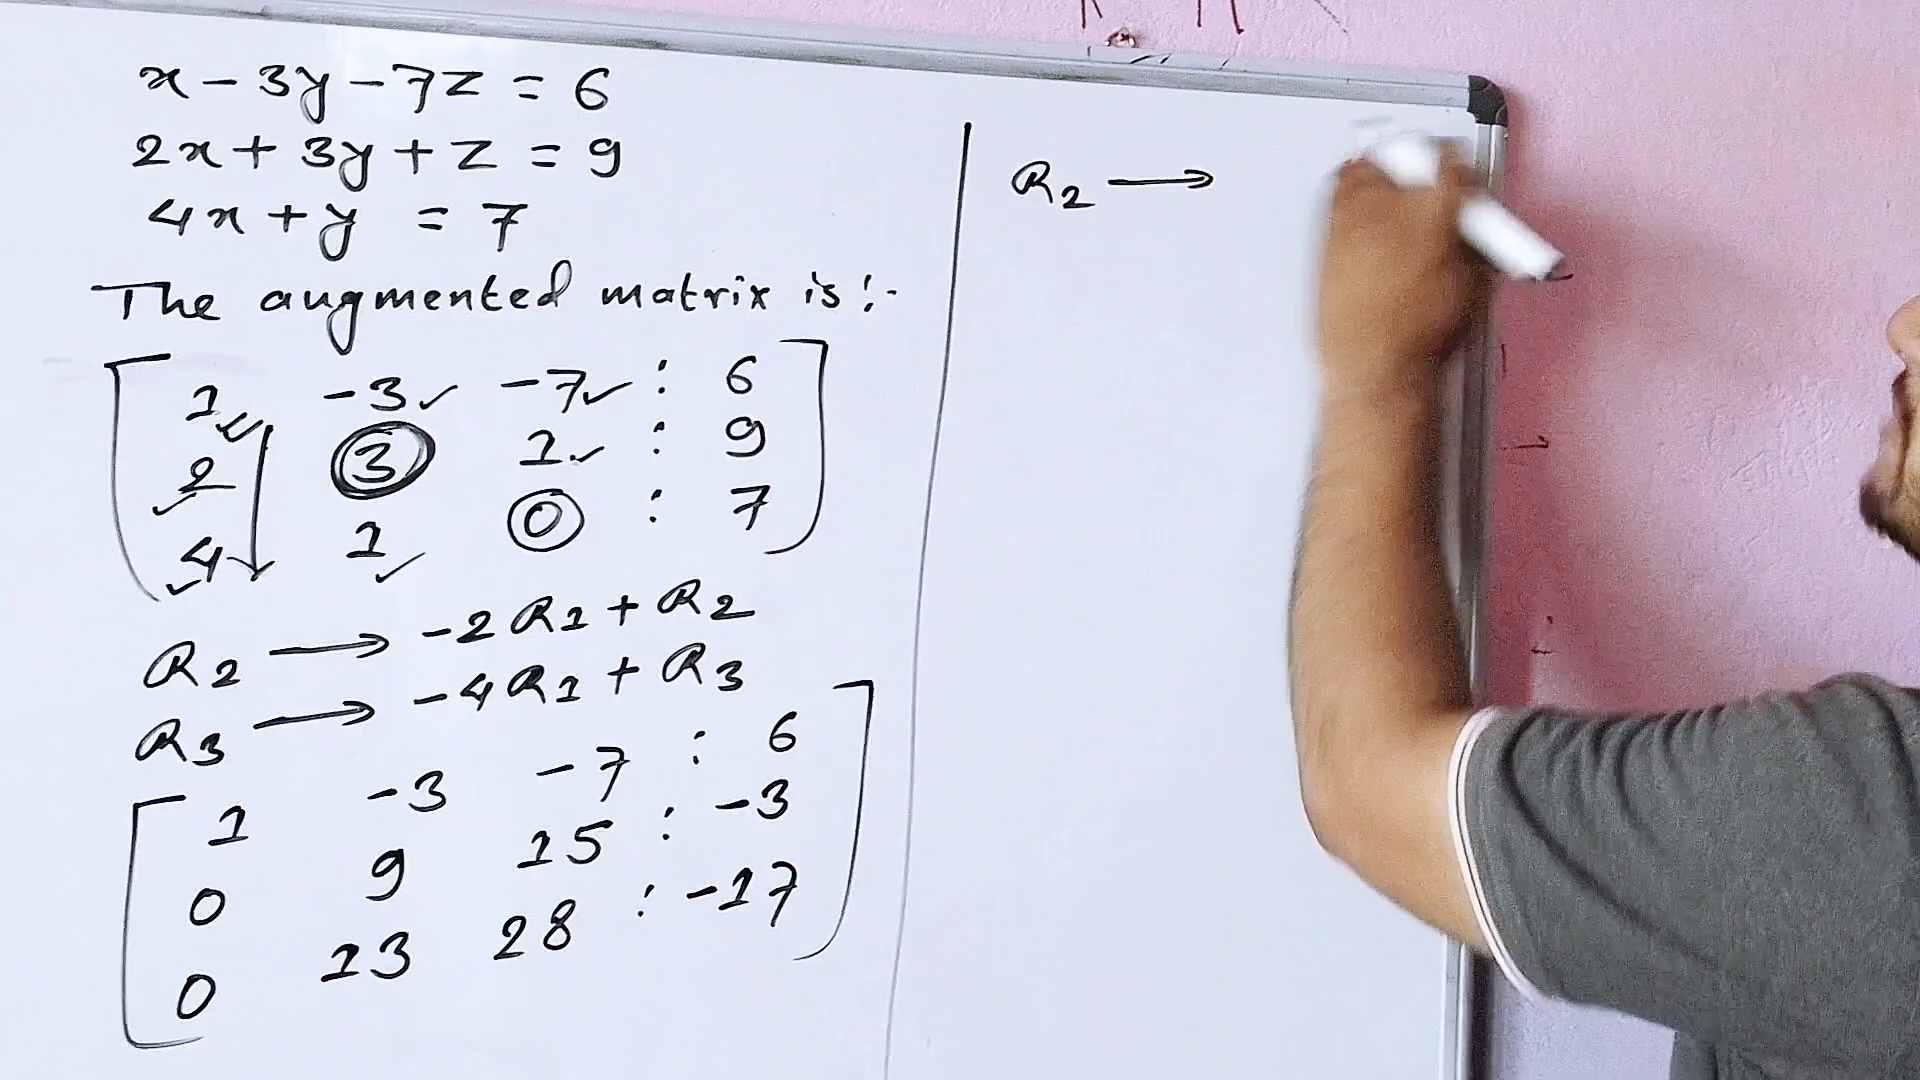 x - 3y - 7z = 6
2x + 3y + z = 9
4x + y = 7
The augmented matrix is :-
1 -3 -7 : 6
2 3 1 : 9
4 1 0 : 7
R2 → -2R1 + R2
R3 → -4R1 + R3
1 -3 -7 : 6
0 9 15 : -3
0 13 28 : -17
R2 →